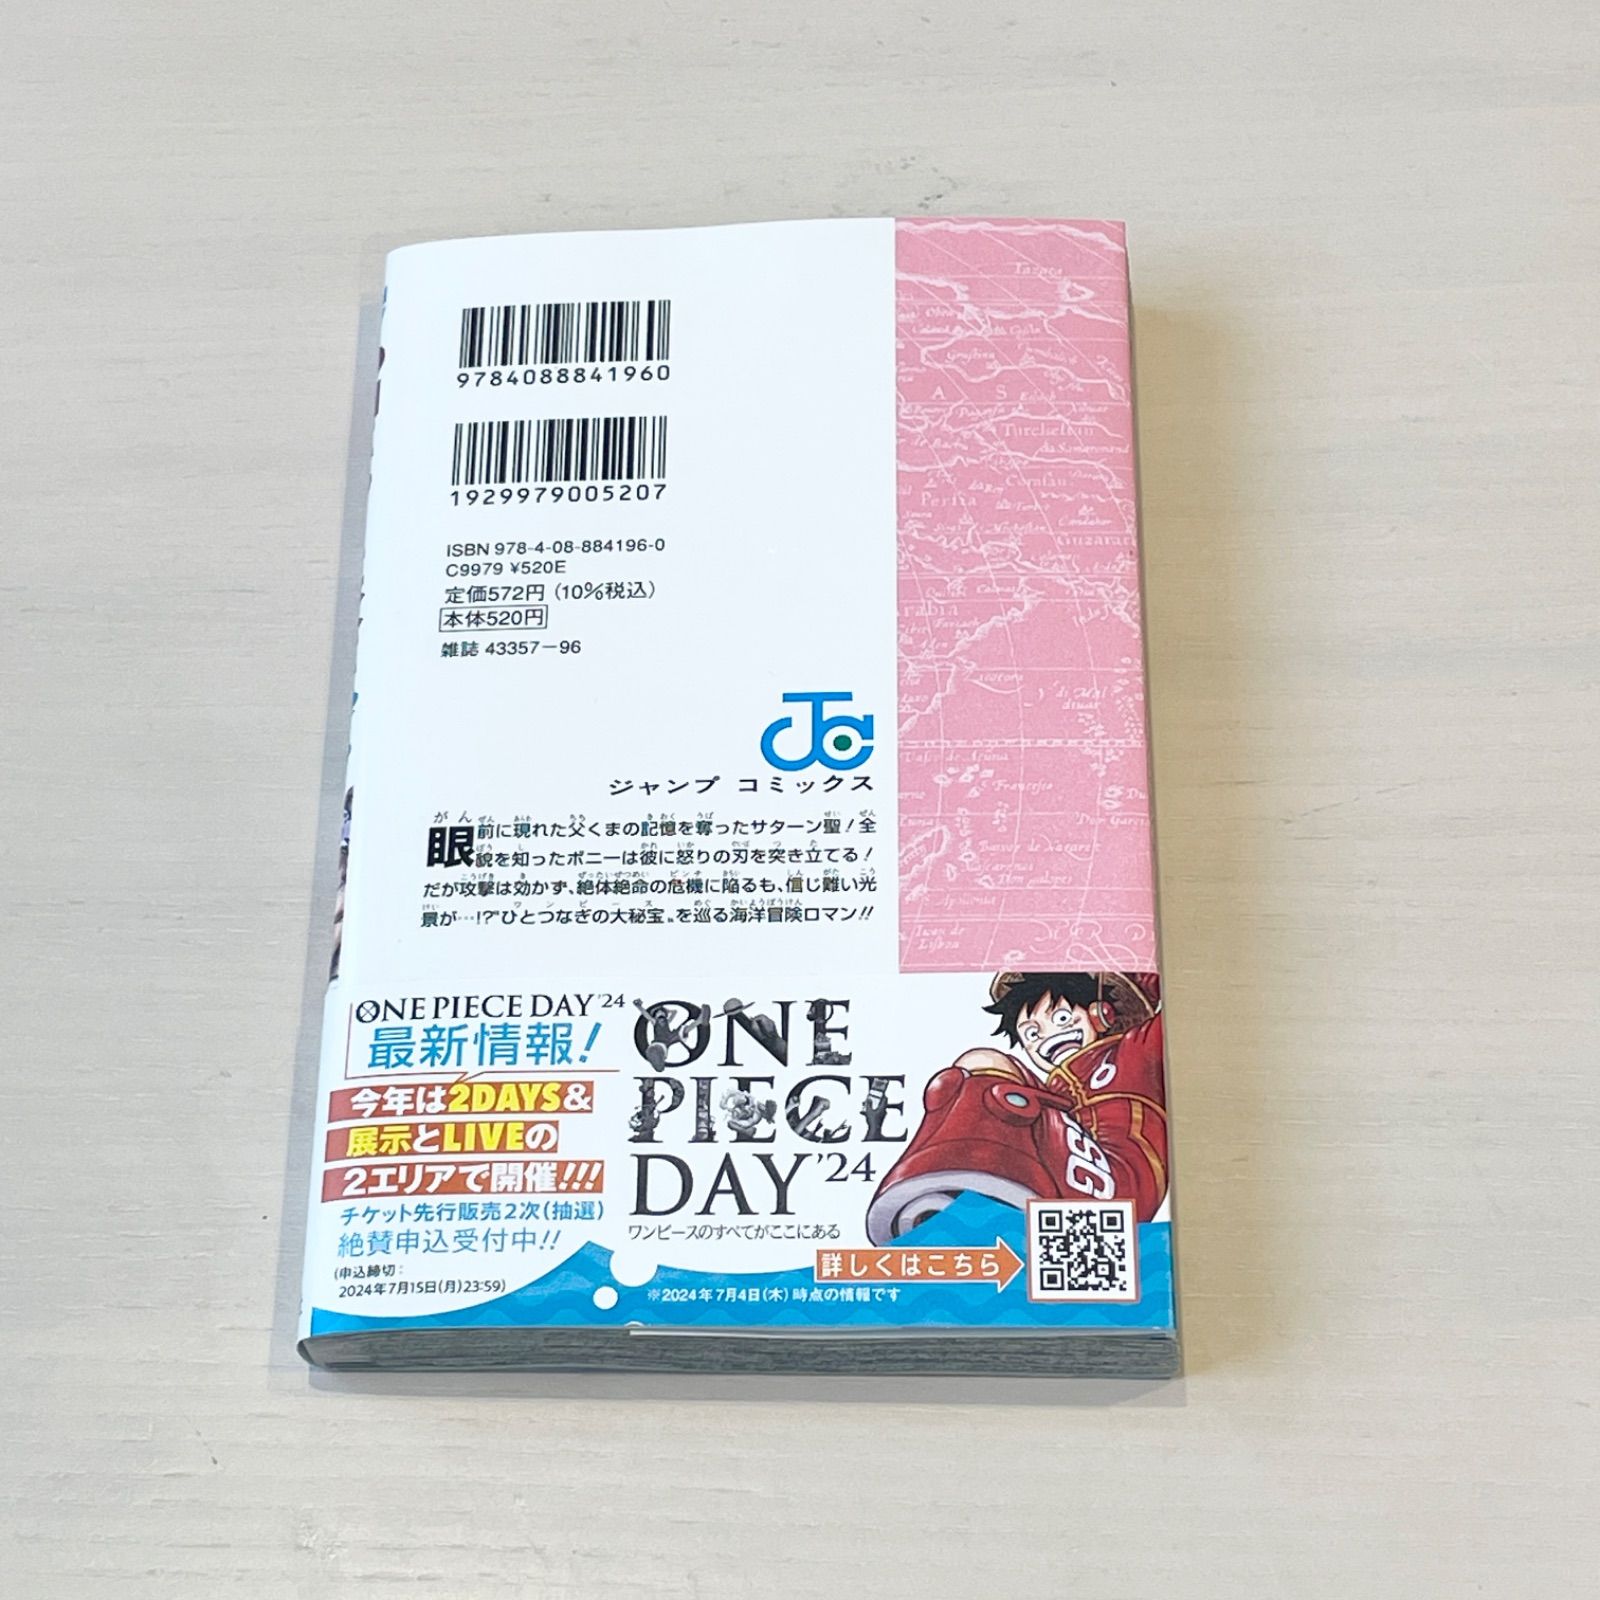 9784088841960
1929979005207
ISBN 978-4-08-884196-0
C9979 ¥520E
定価572円（10%税込）
本体520円
雑誌 43357-96
ジャンプ コミックス
眼前に現れた父くまの記憶を奪ったサターン聖！全
貌を知ったボニーは彼に怒りの刃を突き立てる！
だが攻撃は効かず、絶体絶命の危機に陥るも、信じ難い光
景が…!?"ひとつなぎの大秘宝"を巡る海洋冒険ロマン!!
ONE PIECE DAY '24
最新情報！
今年は2DAYS&
展示とLIVEの
2エリアで開催!!!
チケット先行販売2次（抽選）
絶賛申込受付中!!
（申込締切：
2024年7月15日(月)23:59）
ONE
PIECE
DAY '24
ワンピースのすべてがここにある
詳しくはこちら
※2024年7月4日(木)時点の情報です
Tazata
Turchestan
Persia
Guzarat
Arabia
56